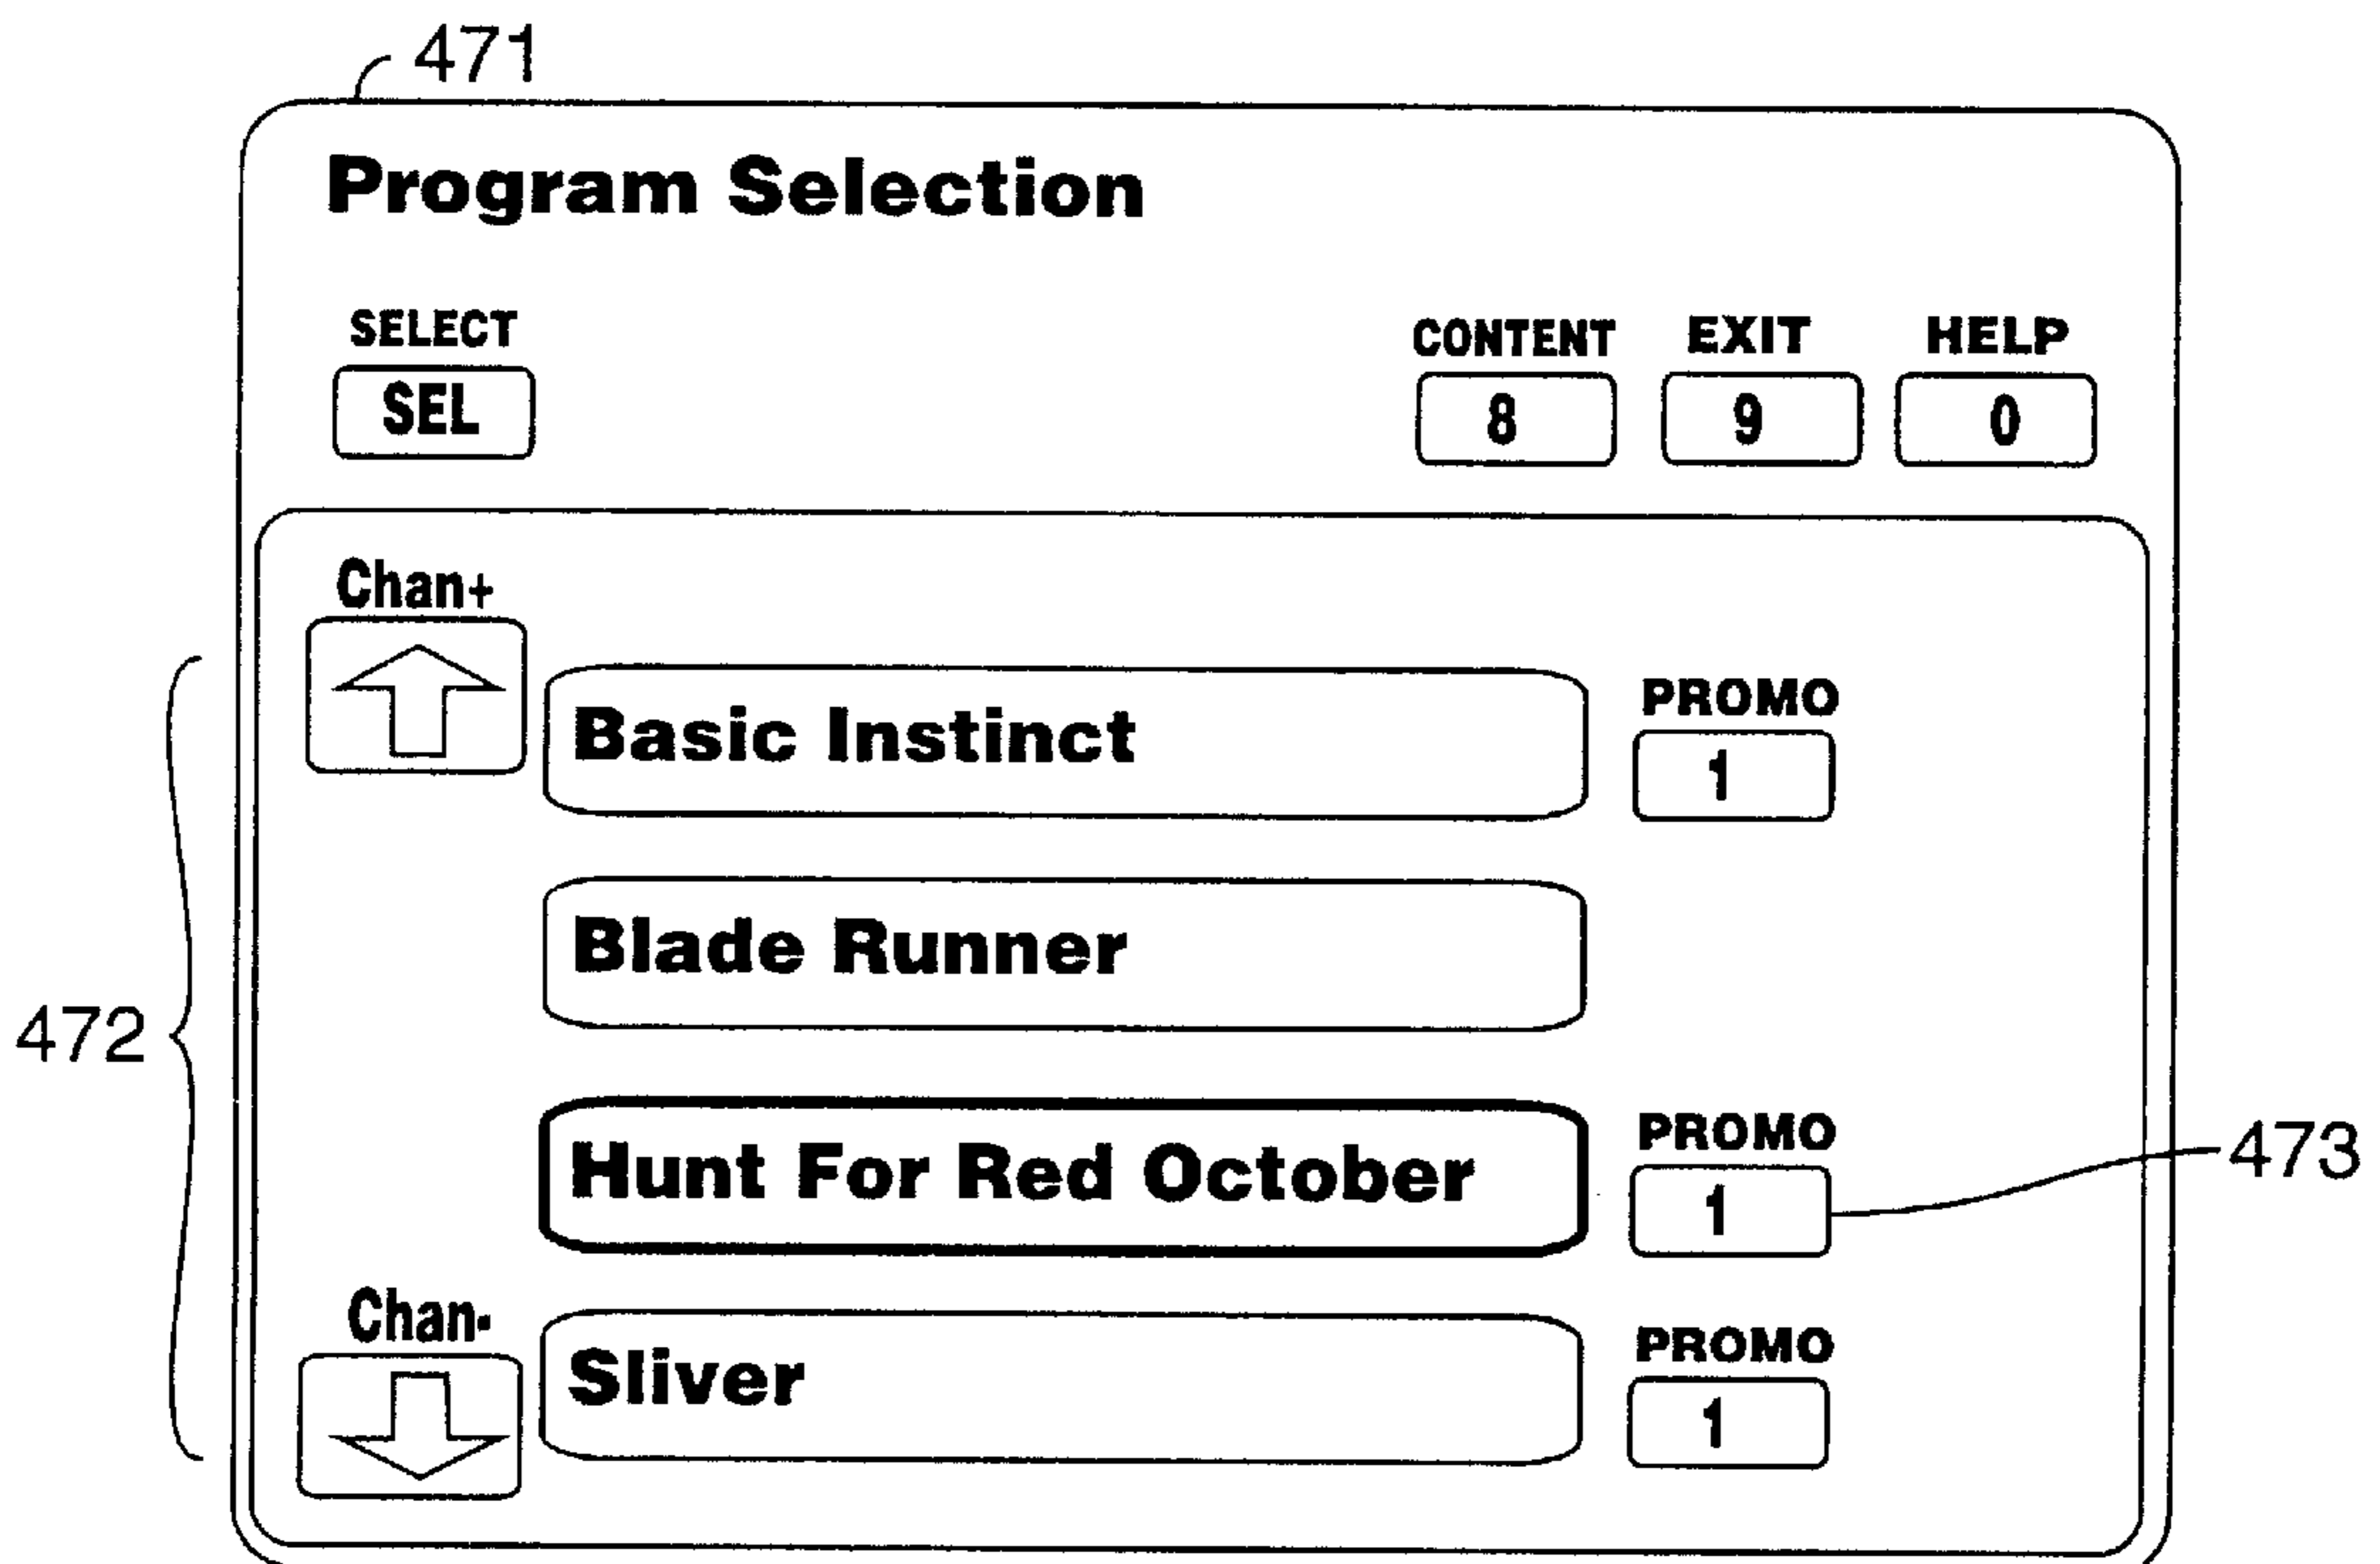 471
Program Selection
SELECT
SEL
CONTENT
8
EXIT
9
HELP
0
Chan+
Basic Instinct
PROMO
1
Blade Runner
472
Hunt For Red October
PROMO
1
473
Chan-
Sliver
PROMO
1